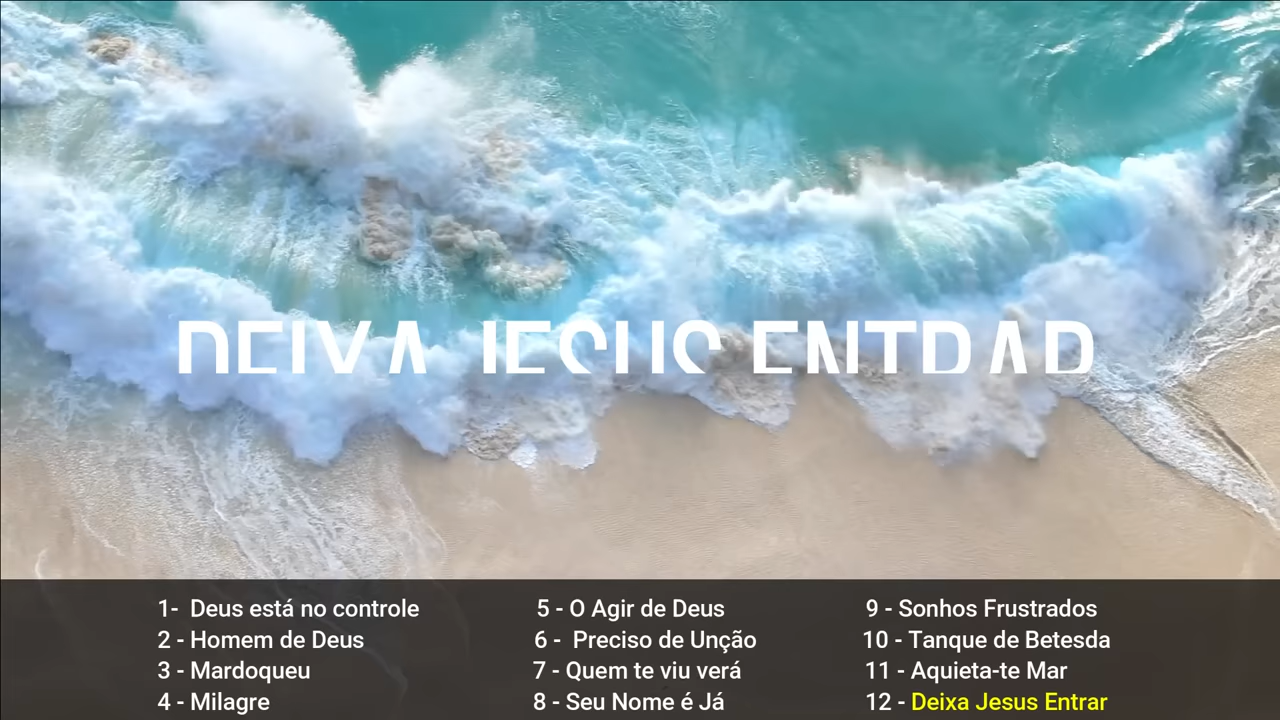 DEIXA JESUS ENTRAR
1- Deus está no controle
2 - Homem de Deus
3 - Mardoqueu
4 - Milagre
5 - O Agir de Deus
6 - Preciso de Unção
7 - Quem te viu verá
8 - Seu Nome é Já
9 - Sonhos Frustrados
10 - Tanque de Betesda
11 - Aquieta-te Mar
12 - Deixa Jesus Entrar